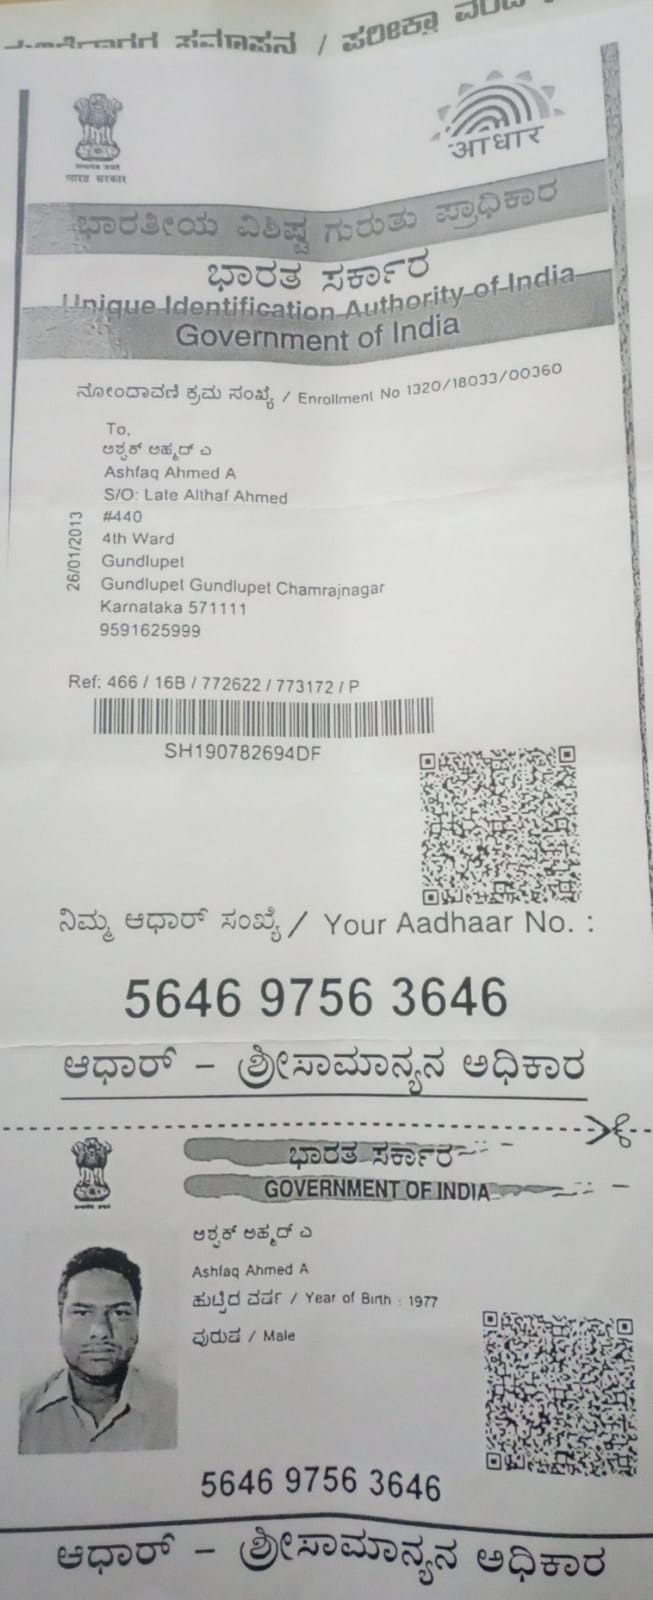 ಪರೀಕ್ಷಾ
भारत सरकार
आधार
ಭಾರತೀಯ ವಿಶಿಷ್ಟ ಗುರುತು ಪ್ರಾಧಿಕಾರ
ಭಾರತ ಸರ್ಕಾರ
Unique Identification Authority of India
Government of India
ನೋಂದಾವಣಿ ಕ್ರಮ ಸಂಖ್ಯೆ / Enrollment No 1320/18033/00360
To,
ಅಶ್ಫಕ್ ಅಹ್ಮದ್ ಎ
Ashfaq Ahmed A
S/O: Late Althaf Ahmed
#440
4th Ward
Gundlupet
Gundlupet Gundlupet Chamrajnagar
Karnataka 571111
9591625999
26/01/2013
Ref: 466 / 16B / 772622 / 773172 / P
SH190782694DF
ನಿಮ್ಮ ಆಧಾರ್ ಸಂಖ್ಯೆ / Your Aadhaar No. :
5646 9756 3646
ಆಧಾರ್ – ಶ್ರೀಸಾಮಾನ್ಯನ ಅಧಿಕಾರ
ಭಾರತ ಸರ್ಕಾರ
GOVERNMENT OF INDIA
ಅಶ್ಫಕ್ ಅಹ್ಮದ್ ಎ
Ashfaq Ahmed A
ಹುಟ್ಟಿದ ವರ್ಷ / Year of Birth : 1977
ಪುರುಷ / Male
5646 9756 3646
ಆಧಾರ್ – ಶ್ರೀಸಾಮಾನ್ಯನ ಅಧಿಕಾರ